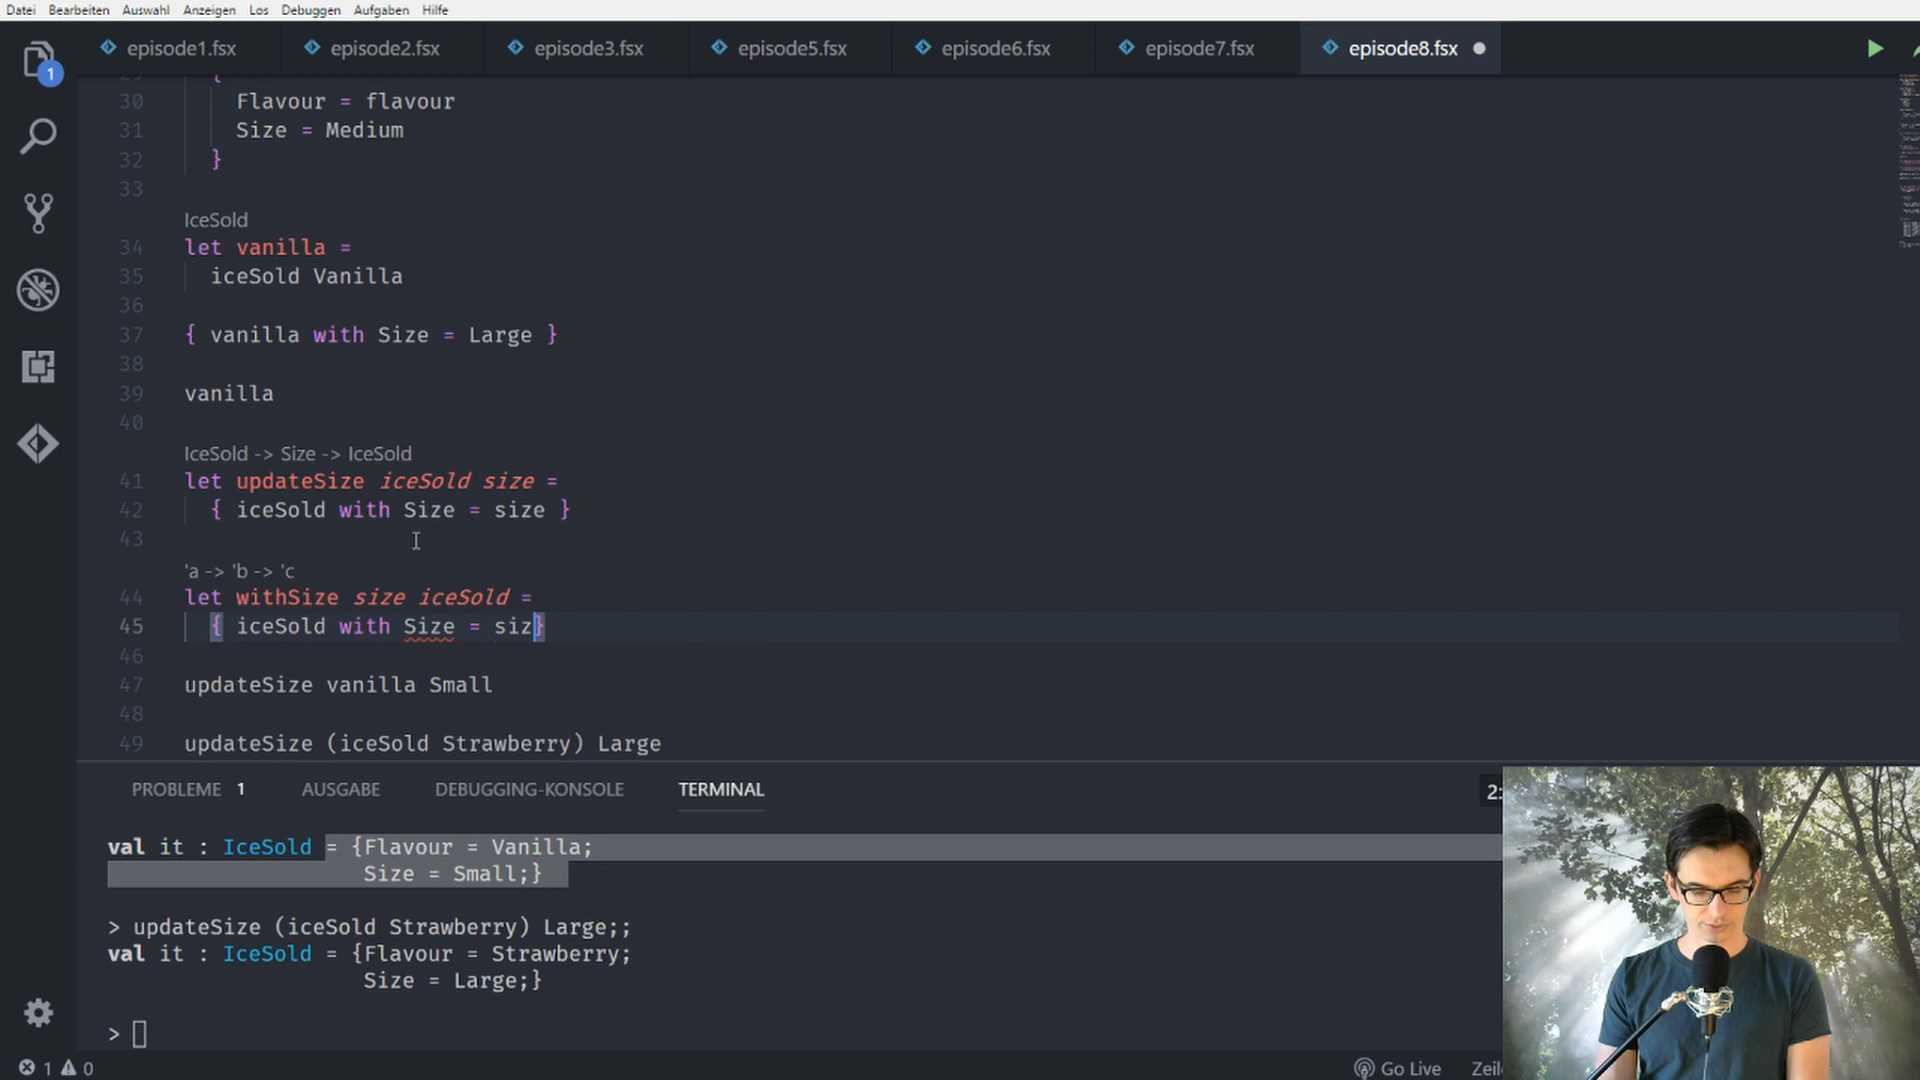 Datei Bearbeiten Auswahl Anzeigen Los Debuggen Aufgaben Hilfe
episode1.fsx episode2.fsx episode3.fsx episode5.fsx episode6.fsx episode7.fsx episode8.fsx
1
29 {
30 Flavour = flavour
31 Size = Medium
32 }
33
IceSold
34 let vanilla =
35 iceSold Vanilla
36
37 { vanilla with Size = Large }
38
39 vanilla
40
IceSold -> Size -> IceSold
41 let updateSize iceSold size =
42 { iceSold with Size = size }
43
'a -> 'b -> 'c
44 let withSize size iceSold =
45 { iceSold with Size = siz}
46
47 updateSize vanilla Small
48
49 updateSize (iceSold Strawberry) Large
PROBLEME 1 AUSGABE DEBUGGING-KONSOLE TERMINAL 2:
val it : IceSold = {Flavour = Vanilla;
Size = Small;}
> updateSize (iceSold Strawberry) Large;;
val it : IceSold = {Flavour = Strawberry;
Size = Large;}
>
1 0 Go Live